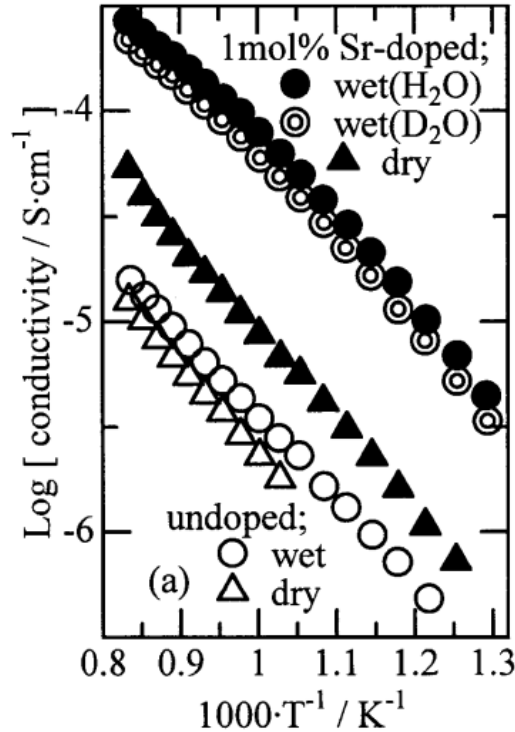 1mol% Sr-doped;
wet(H₂O)
wet(D₂O)
dry
-4
-5
-6
Log [ conductivity / S·cm⁻¹ ]
undoped;
wet
(a) dry
0.8 0.9 1 1.1 1.2 1.3
1000·T⁻¹ / K⁻¹